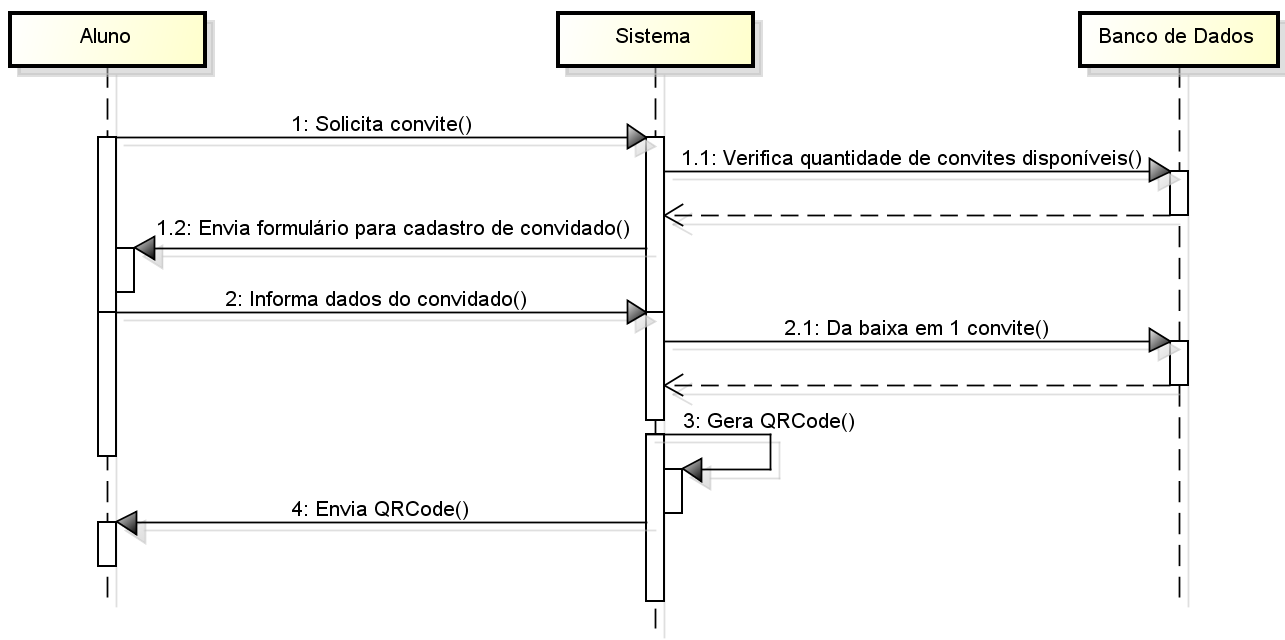 Aluno
Sistema
Banco de Dados
1: Solicita convite()
1.1: Verifica quantidade de convites disponíveis()
1.2: Envia formulário para cadastro de convidado()
2: Informa dados do convidado()
2.1: Da baixa em 1 convite()
3: Gera QRCode()
4: Envia QRCode()